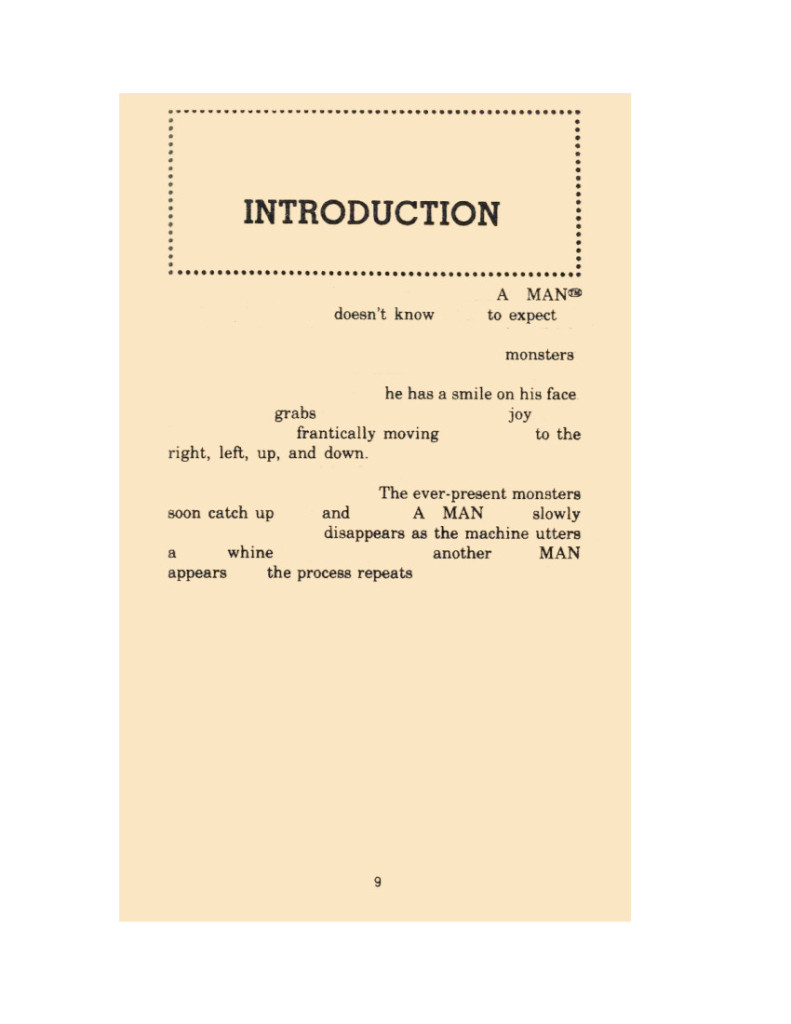 INTRODUCTION
A MAN™
doesn't know to expect
monsters
he has a smile on his face
grabs joy
frantically moving to the
right, left, up, and down.
The ever-present monsters
soon catch up and A MAN slowly
disappears as the machine utters
a whine another MAN
appears the process repeats
9